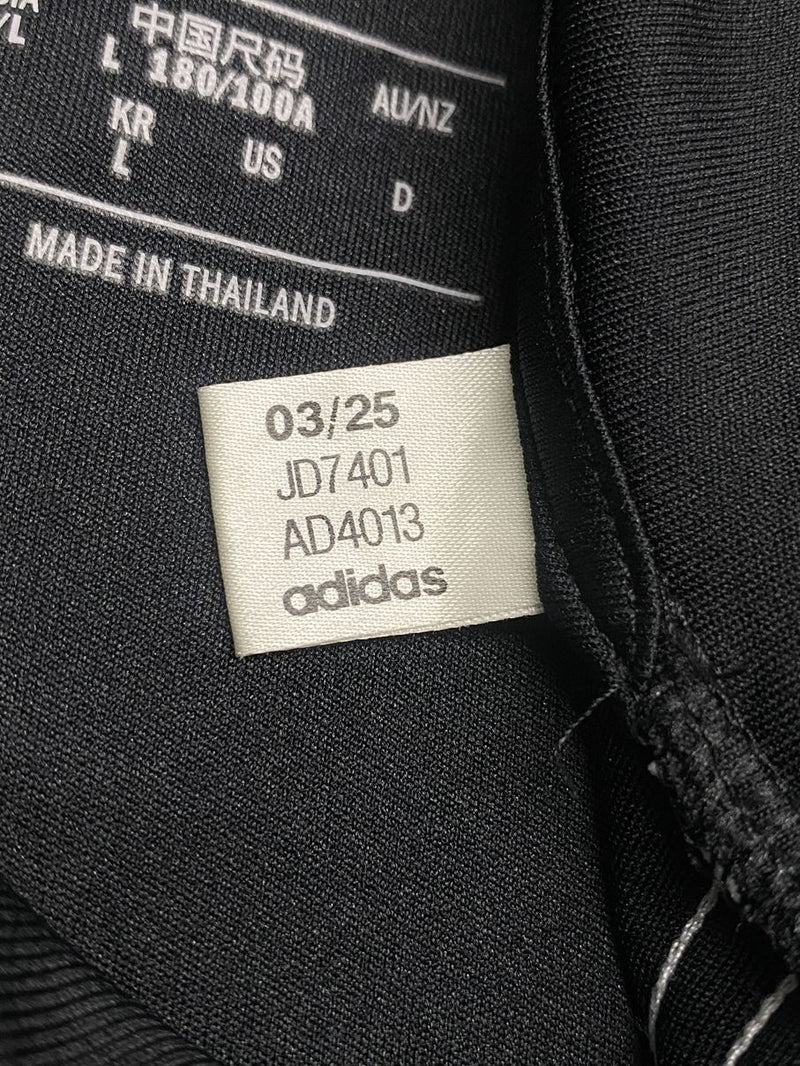 /L
中国尺码
L 180/100A
AU/NZ
KR
L
US
D
MADE IN THAILAND
03/25
JD7401
AD4013
adidas